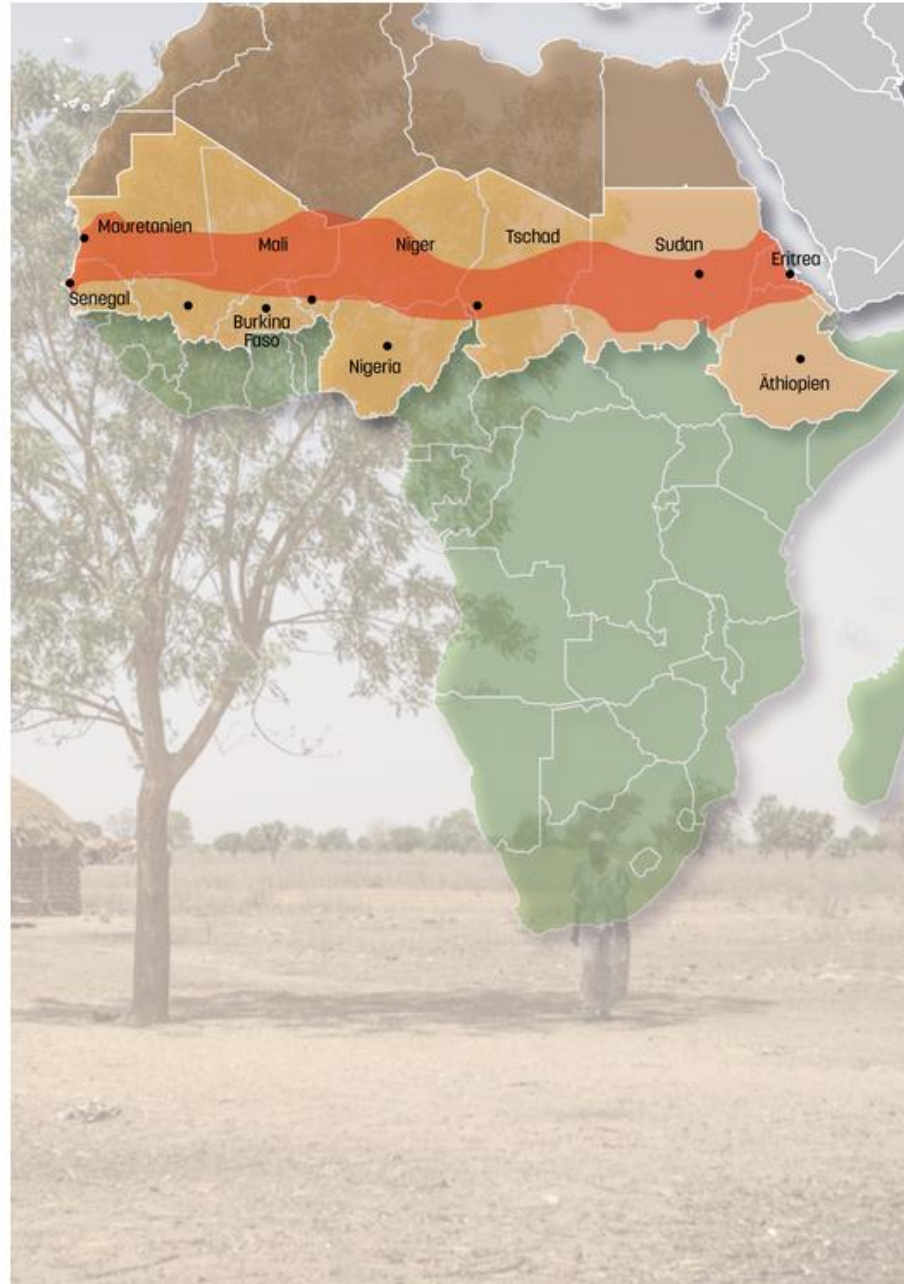 Mauretanien
Mali
Niger
Tschad
Sudan
Eritrea
Senegal
Burkina
Faso
Nigeria
Äthiopien